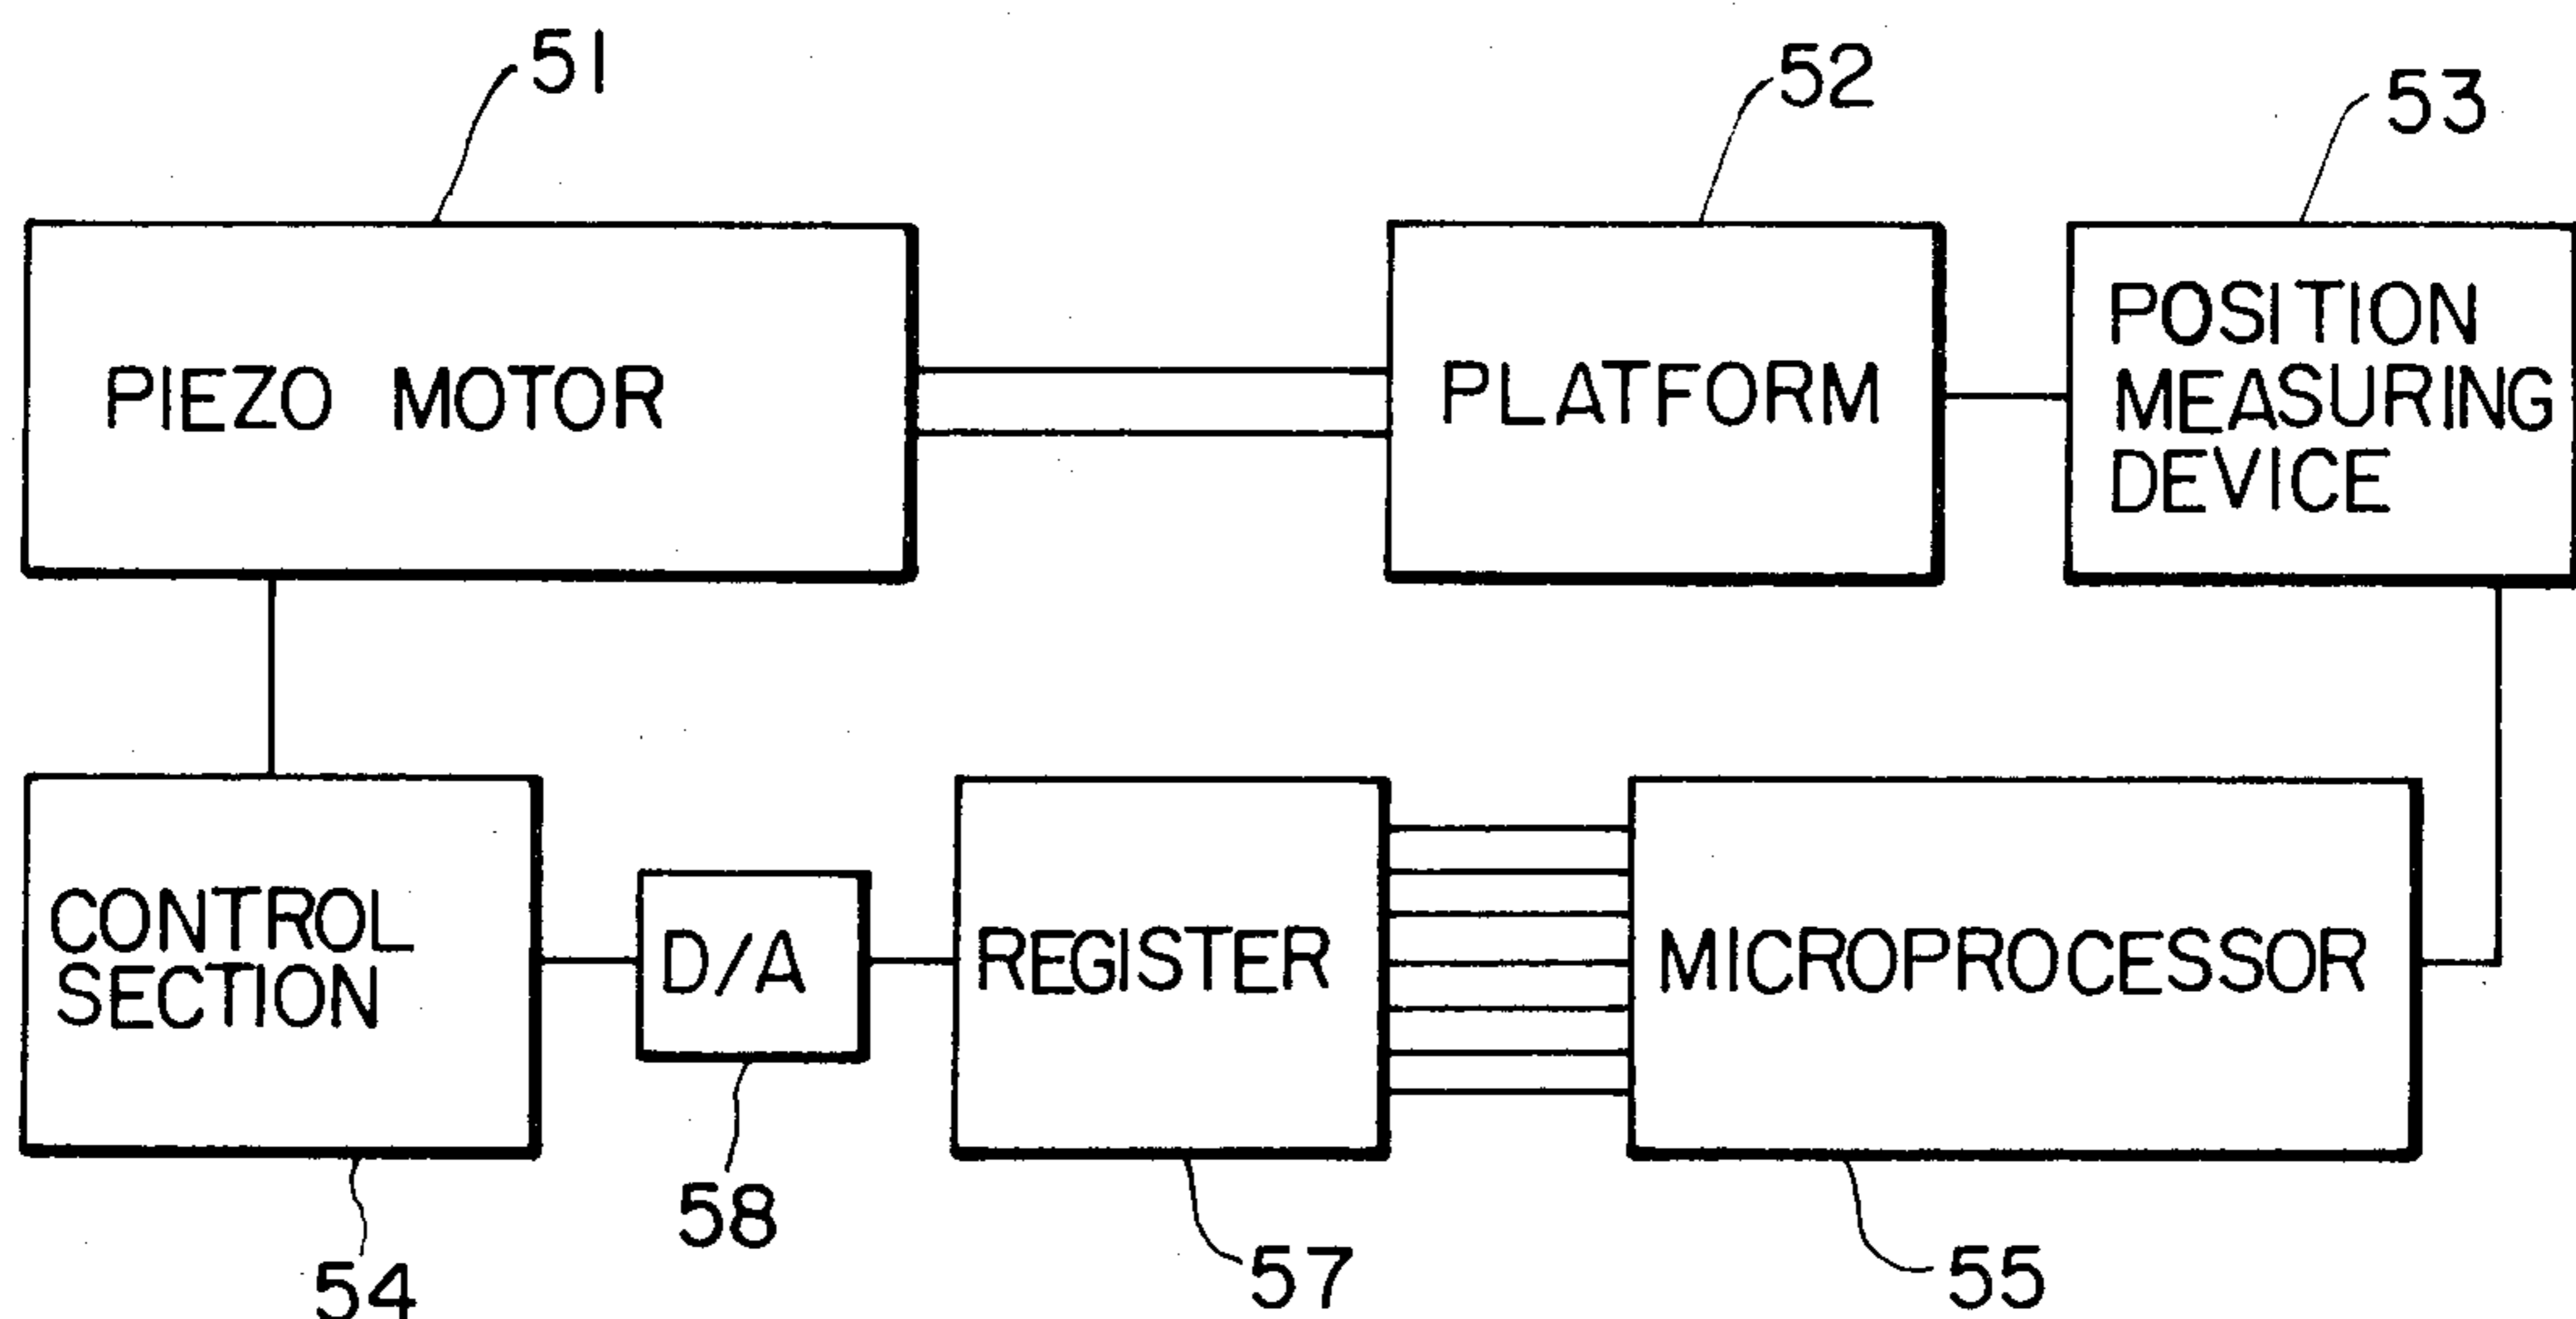 51
52
53
PIEZO MOTOR
PLATFORM
POSITION
MEASURING
DEVICE
CONTROL
SECTION
D/A
REGISTER
MICROPROCESSOR
58
54
57
55